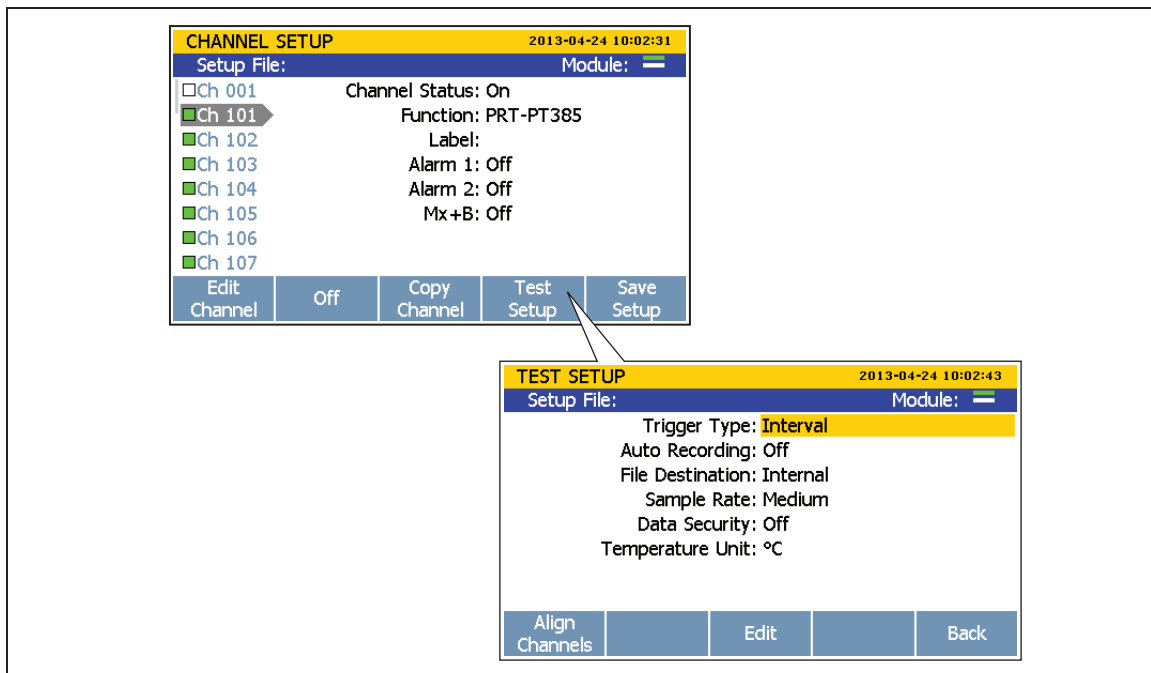 CHANNEL SETUP 2013-04-24 10:02:31
Setup File: Module:
Ch 001 Channel Status: On
Ch 101 Function: PRT-PT385
Ch 102 Label:
Ch 103 Alarm 1: Off
Ch 104 Alarm 2: Off
Ch 105 Mx+B: Off
Ch 106
Ch 107
Edit Channel Off Copy Channel Test Setup Save Setup
TEST SETUP 2013-04-24 10:02:43
Setup File: Module:
Trigger Type: Interval
Auto Recording: Off
File Destination: Internal
Sample Rate: Medium
Data Security: Off
Temperature Unit: °C
Align Channels Edit Back